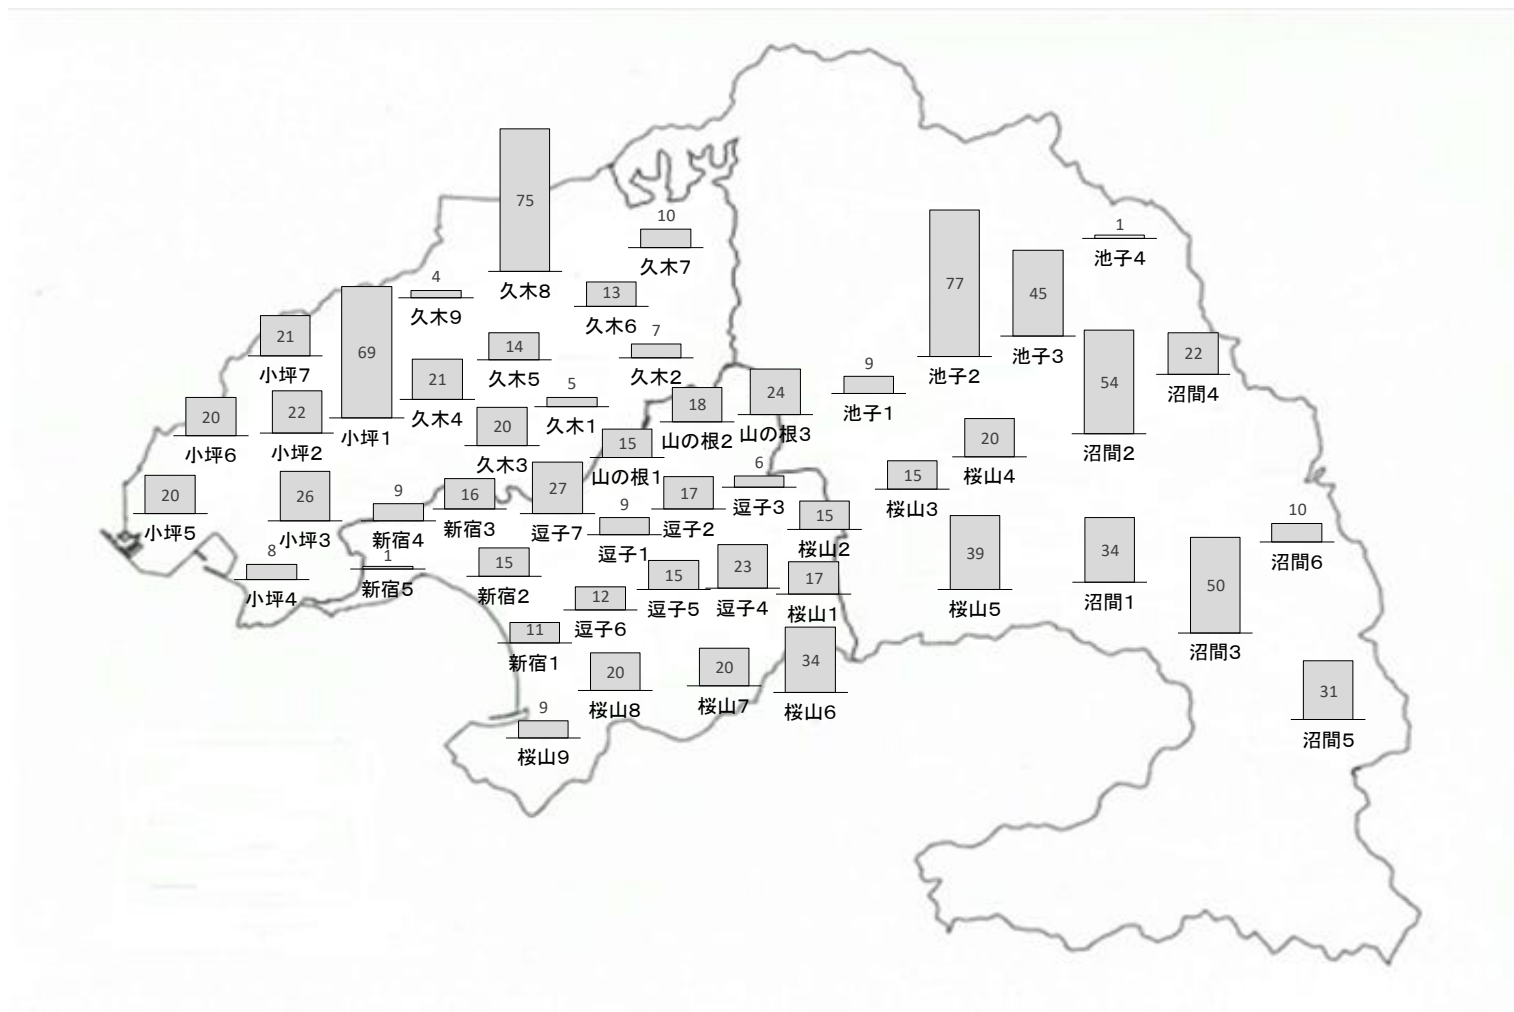 75
久木8
10
久木7
1
池子4
77
池子2
45
池子3
4
久木9
13
久木6
21
小坪7
69
小坪1
14
久木5
7
久木2
54
沼間2
22
沼間4
20
小坪6
22
小坪2
21
久木4
5
久木1
18
山の根2
24
山の根3
9
池子1
20
久木3
15
山の根1
20
桜山4
20
小坪5
26
小坪3
9
新宿4
16
新宿3
27
逗子7
9
逗子1
17
逗子2
6
逗子3
15
桜山3
15
桜山2
8
小坪4
1
新宿5
15
新宿2
12
逗子6
15
逗子5
23
逗子4
17
桜山1
39
桜山5
34
沼間1
50
沼間3
10
沼間6
11
新宿1
20
桜山8
20
桜山7
34
桜山6
31
沼間5
9
桜山9